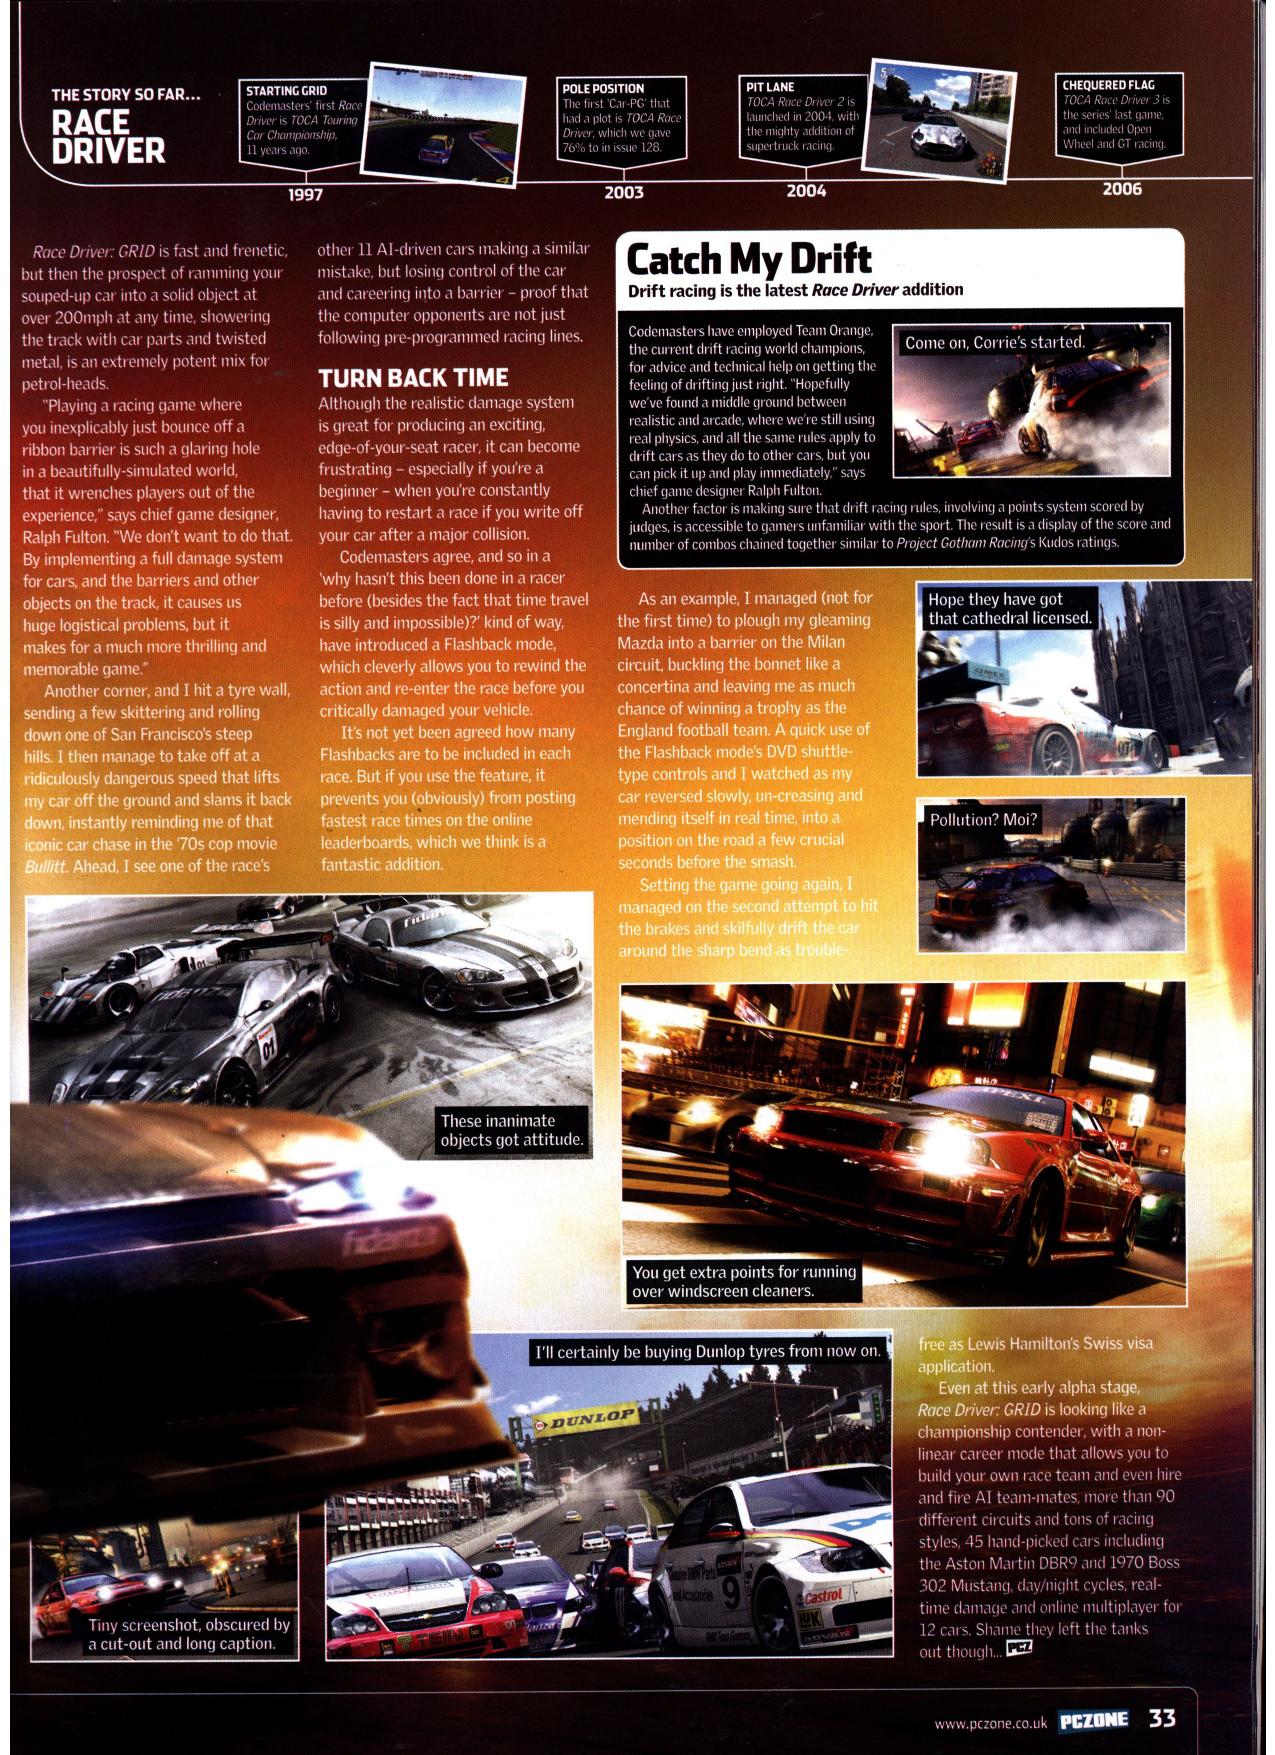 THE STORY SO FAR...
RACE
DRIVER
STARTING GRID
Codemasters' first Race
Driver is TOCA Touring
Car Championship,
11 years ago.
1997
POLE POSITION
The first 'Car-PG' that
had a plot is TOCA Race
Driver, which we gave
76% to in issue 128.
2003
PIT LANE
TOCA Race Driver 2 is
launched in 2004, with
the mighty addition of
supertruck racing.
2004
CHEQUERED FLAG
TOCA Race Driver 3 is
the series' last game,
and included Open
Wheel and GT racing.
2006
Race Driver: GRID is fast and frenetic,
but then the prospect of ramming your
souped-up car into a solid object at
over 200mph at any time, showering
the track with car parts and twisted
metal, is an extremely potent mix for
petrol-heads.
"Playing a racing game where
you inexplicably just bounce off a
ribbon barrier is such a glaring hole
in a beautifully-simulated world,
that it wrenches players out of the
experience," says chief game designer,
Ralph Fulton. "We don't want to do that.
By implementing a full damage system
for cars, and the barriers and other
objects on the track, it causes us
huge logistical problems, but it
makes for a much more thrilling and
memorable game."
Another corner, and I hit a tyre wall,
sending a few skittering and rolling
down one of San Francisco's steep
hills. I then manage to take off at a
ridiculously dangerous speed that lifts
my car off the ground and slams it back
down, instantly reminding me of that
iconic car chase in the '70s cop movie
Bullitt. Ahead, I see one of the race's
other 11 AI-driven cars making a similar
mistake, but losing control of the car
and careering into a barrier – proof that
the computer opponents are not just
following pre-programmed racing lines.
TURN BACK TIME
Although the realistic damage system
is great for producing an exciting,
edge-of-your-seat racer, it can become
frustrating – especially if you're a
beginner – when you're constantly
having to restart a race if you write off
your car after a major collision.
Codemasters agree, and so in a
'why hasn't this been done in a racer
before (besides the fact that time travel
is silly and impossible)?' kind of way,
have introduced a Flashback mode,
which cleverly allows you to rewind the
action and re-enter the race before you
critically damaged your vehicle.
It's not yet been agreed how many
Flashbacks are to be included in each
race. But if you use the feature, it
prevents you (obviously) from posting
fastest race times on the online
leaderboards, which we think is a
fantastic addition.
Catch My Drift
Drift racing is the latest Race Driver addition
Codemasters have employed Team Orange,
the current drift racing world champions,
for advice and technical help on getting the
feeling of drifting just right. "Hopefully
we've found a middle ground between
realistic and arcade, where we're still using
real physics, and all the same rules apply to
drift cars as they do to other cars, but you
can pick it up and play immediately," says
chief game designer Ralph Fulton.
Another factor is making sure that drift racing rules, involving a points system scored by
judges, is accessible to gamers unfamiliar with the sport. The result is a display of the score and
number of combos chained together similar to Project Gotham Racing's Kudos ratings.
Come on, Corrie's started.
As an example, I managed (not for
the first time) to plough my gleaming
Mazda into a barrier on the Milan
circuit, buckling the bonnet like a
concertina and leaving me as much
chance of winning a trophy as the
England football team. A quick use of
the Flashback mode's DVD shuttle-
type controls and I watched as my
car reversed slowly, un-creasing and
mending itself in real time, into a
position on the road a few crucial
seconds before the smash.
Setting the game going again, I
managed on the second attempt to hit
the brakes and skilfully drift the car
around the sharp bend as trouble-
Hope they have got
that cathedral licensed.
07
Pollution? Moi?
fidanza
01
These inanimate
objects got attitude.
APEXi
You get extra points for running
over windscreen cleaners.
fidanza
I'll certainly be buying Dunlop tyres from now on.
DUNLOP
9
Castrol
LUK
ADVAN
Tiny screenshot, obscured by
a cut-out and long caption.
free as Lewis Hamilton's Swiss visa
application.
Even at this early alpha stage,
Race Driver: GRID is looking like a
championship contender, with a non-
linear career mode that allows you to
build your own race team and even hire
and fire AI team-mates, more than 90
different circuits and tons of racing
styles, 45 hand-picked cars including
the Aston Martin DBR9 and 1970 Boss
302 Mustang, day/night cycles, real-
time damage and online multiplayer for
12 cars. Shame they left the tanks
out though... PCZ
www.pczone.co.uk PCZONE 33